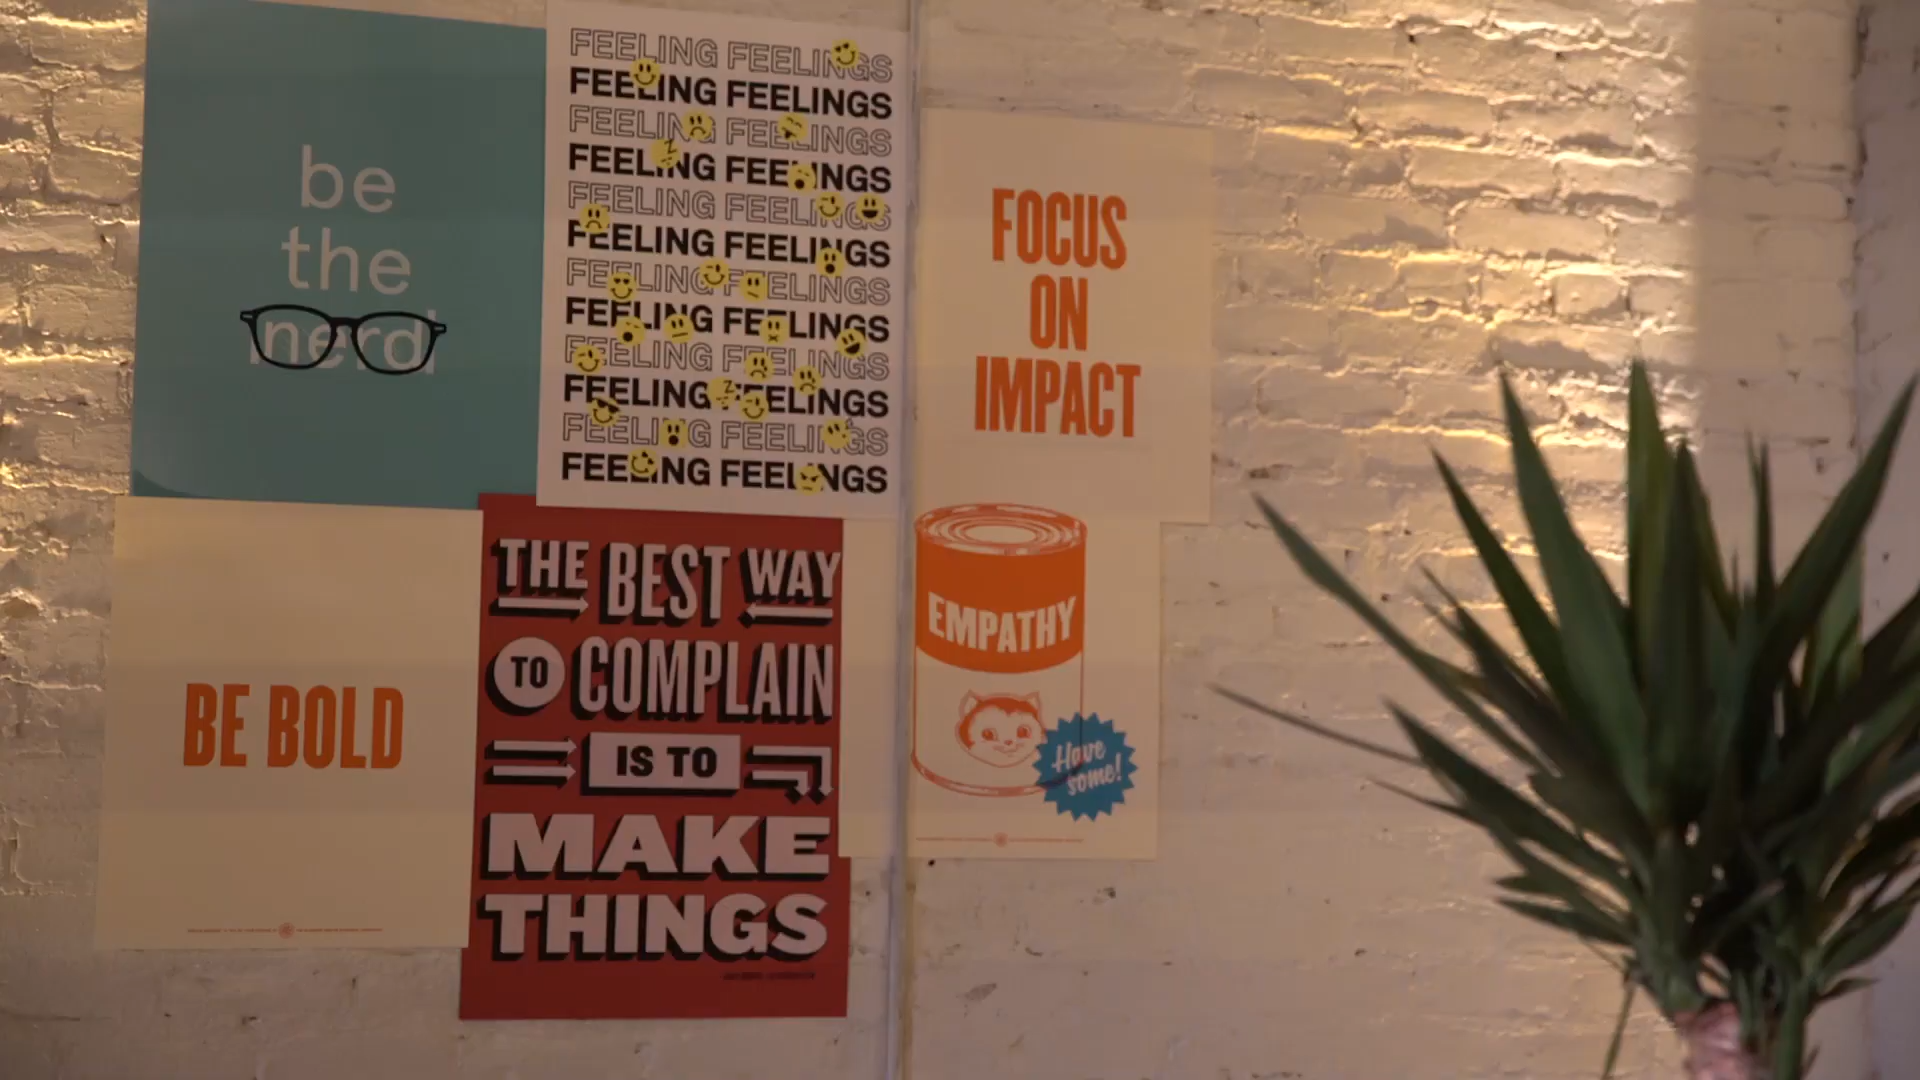 be
the
nerd
FEELING FEELINGS
FEELING FEELINGS
FEELING FEELINGS
FEELING FEELINGS
FEELING FEELINGS
FEELING FEELINGS
FEELING FEELINGS
FEELING FEELINGS
FEELING FEELINGS
FEELING FEELINGS
FEELING FEELINGS
FEELING FEELINGS
FOCUS
ON
IMPACT
BE BOLD
THE BEST WAY
TO COMPLAIN
IS TO
MAKE
THINGS
EMPATHY
Have
some!